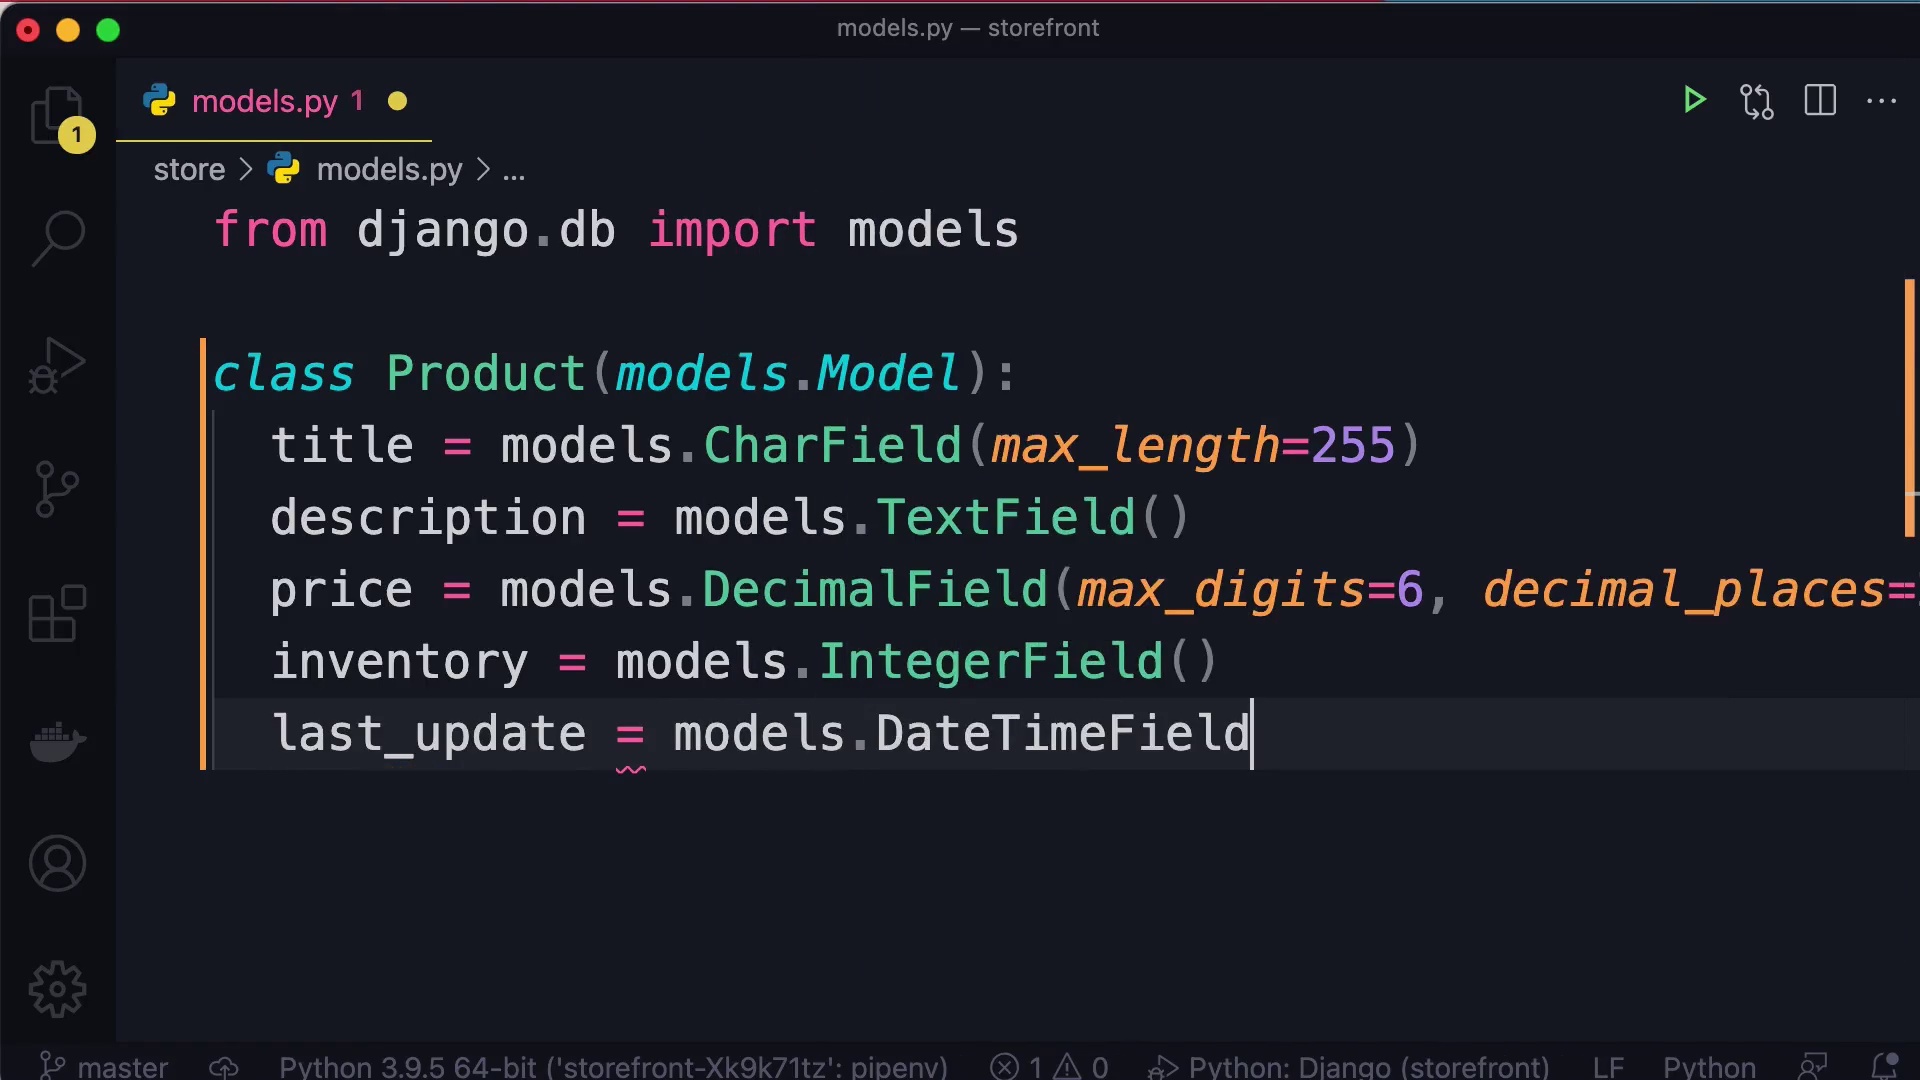 models.py — storefront
models.py 1
1
store > models.py > ...
from django.db import models
class Product(models.Model):
title = models.CharField(max_length=255)
description = models.TextField()
price = models.DecimalField(max_digits=6, decimal_places=
inventory = models.IntegerField()
last_update = models.DateTimeField
master Python 3.9.5 64-bit ('storefront-Xk9k71tz': pipenv) 1 0 Python: Django (storefront) LF Python